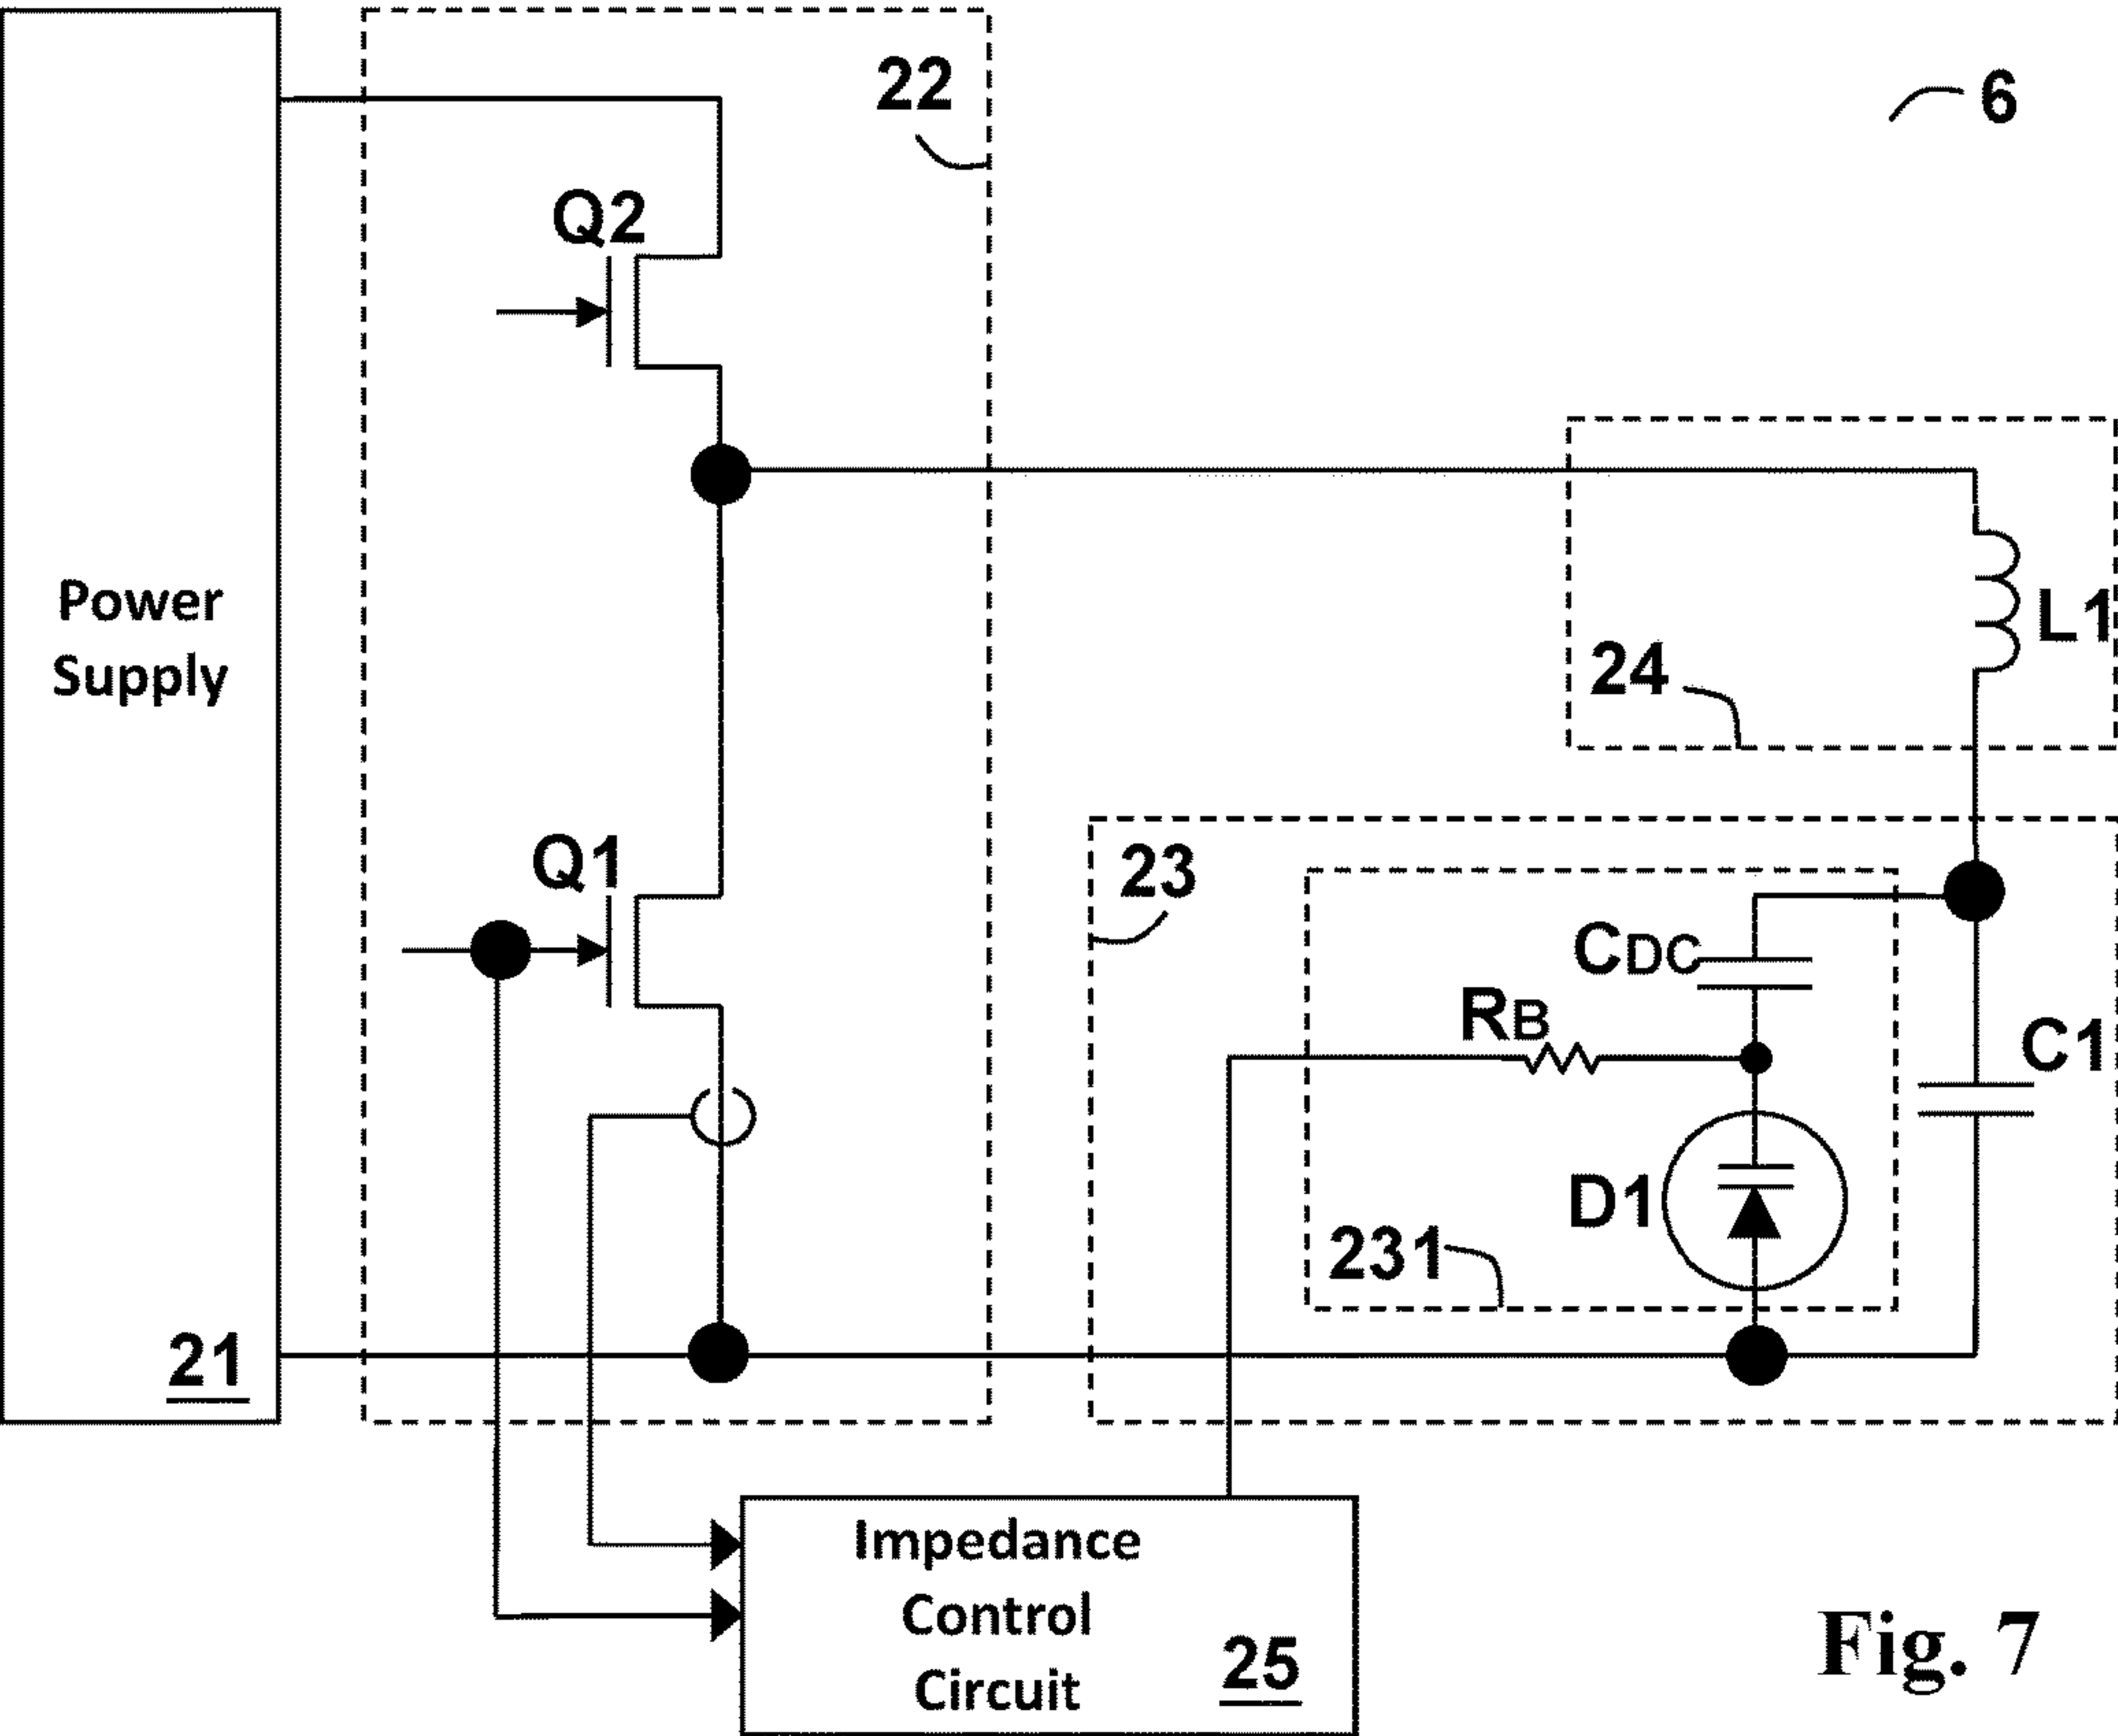 22
6
Q2
Power
Supply
L1
24
Q1
23
CDC
RB
C1
D1
231
21
Impedance
Control
Circuit
25
Fig. 7